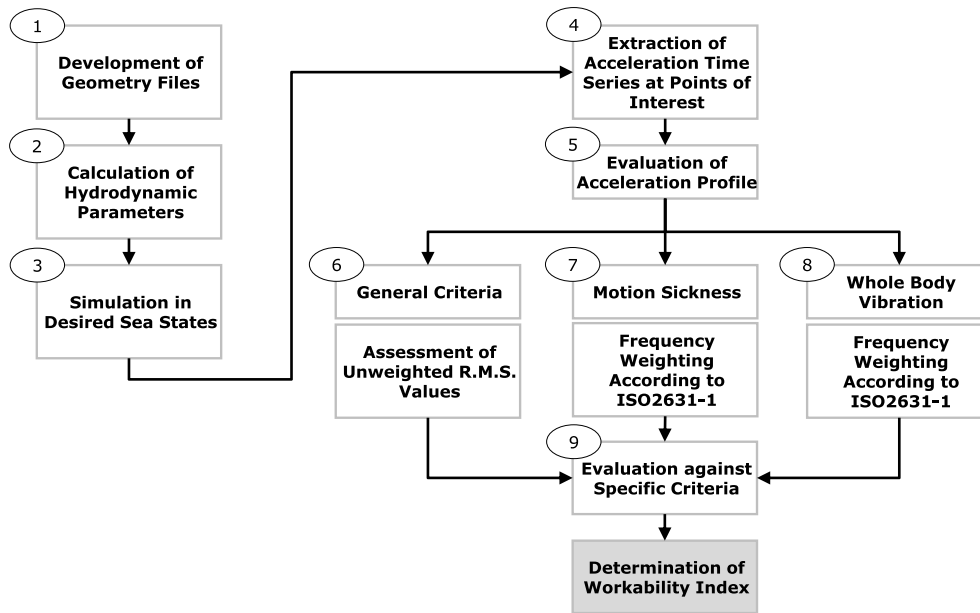 1
Development of
Geometry Files
2
Calculation of
Hydrodynamic
Parameters
3
Simulation in
Desired Sea States
4
Extraction of
Acceleration Time
Series at Points of
Interest
5
Evaluation of
Acceleration Profile
6
General Criteria
Assessment of
Unweighted R.M.S.
Values
7
Motion Sickness
Frequency
Weighting
According to
ISO2631-1
8
Whole Body
Vibration
Frequency
Weighting
According to
ISO2631-1
9
Evaluation against
Specific Criteria
Determination of
Workability Index